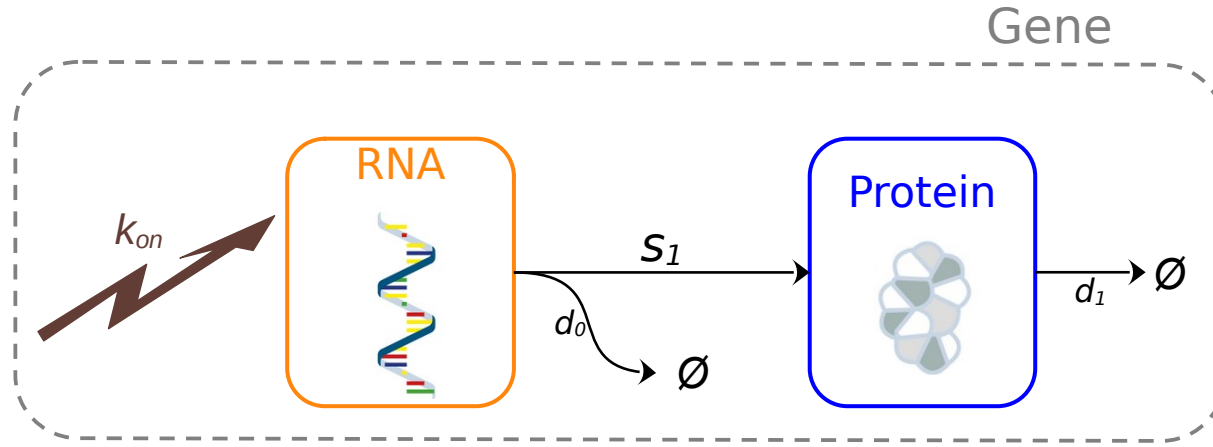 Gene
RNA
Protein
kon
s1
d0
Ø
d1
Ø